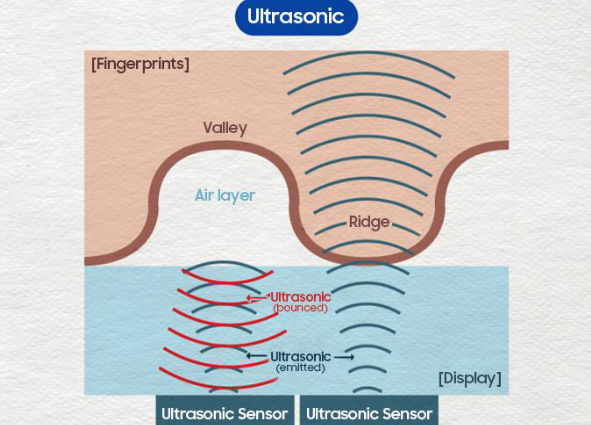 Ultrasonic
[Fingerprints]
Valley
Air layer
Ridge
Ultrasonic
(bounced)
Ultrasonic
(emitted)
[Display]
Ultrasonic Sensor
Ultrasonic Sensor